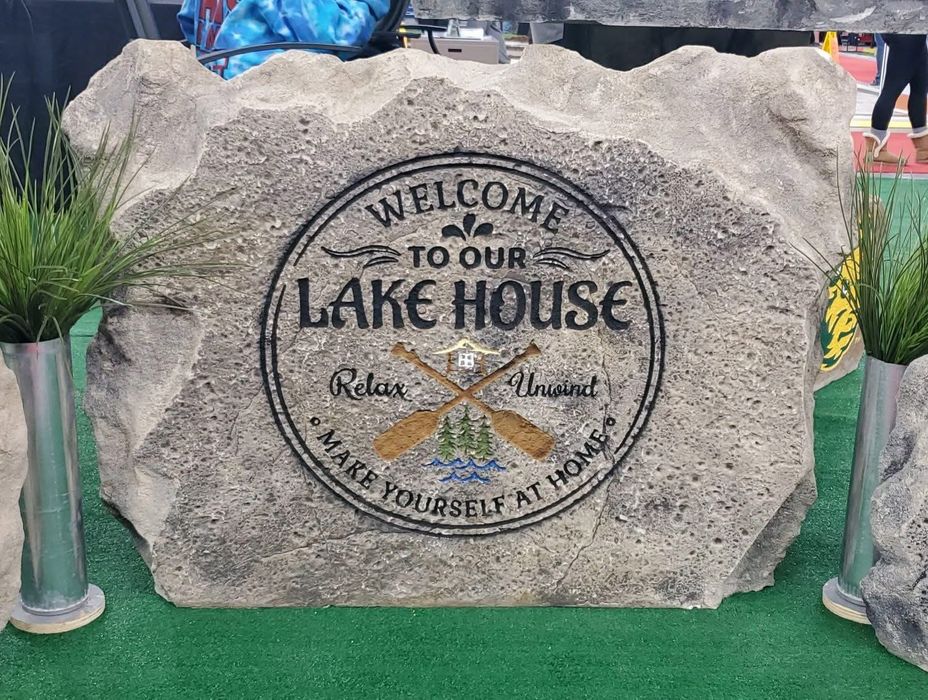 WELCOME
TO OUR
LAKE HOUSE
Relax Unwind
MAKE YOURSELF AT HOME